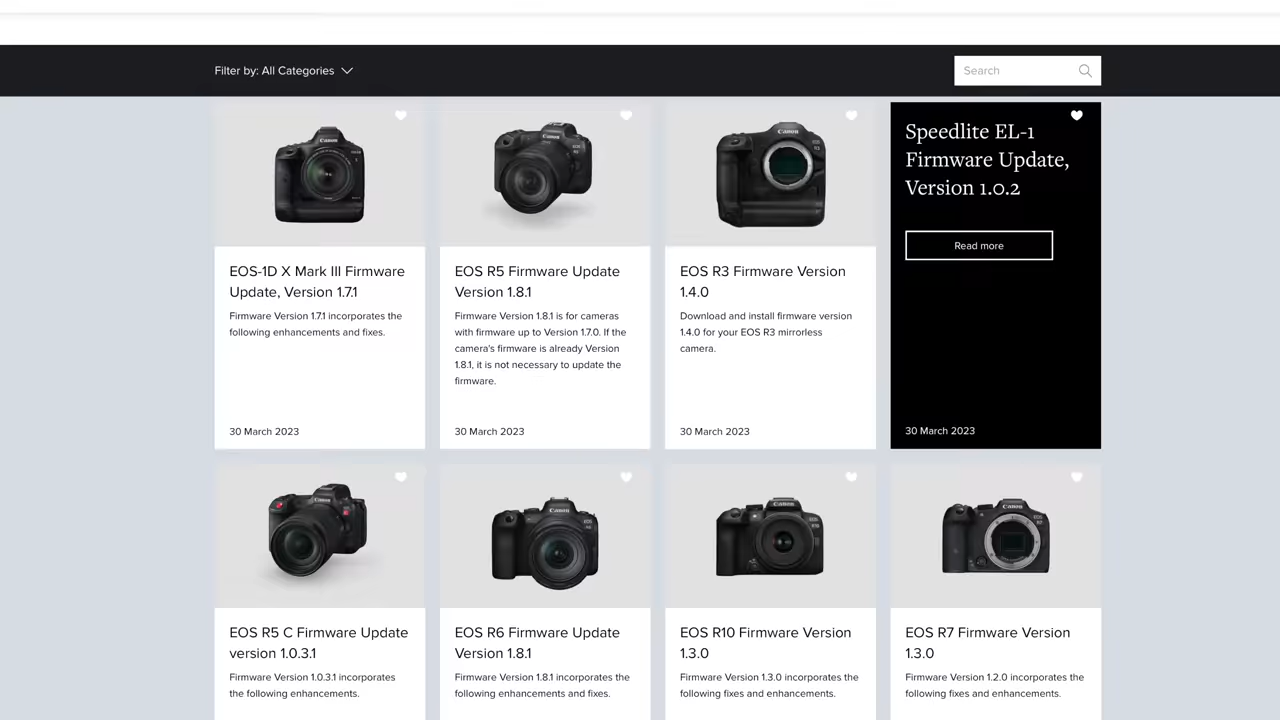 Filter by: All Categories
Search
EOS-1D X Mark III Firmware
Update, Version 1.7.1
Firmware Version 1.7.1 incorporates the
following enhancements and fixes.
30 March 2023
EOS R5 Firmware Update
Version 1.8.1
Firmware Version 1.8.1 is for cameras
with firmware up to Version 1.7.0. If the
camera's firmware is already Version
1.8.1, it is not necessary to update the
firmware.
30 March 2023
EOS R3 Firmware Version
1.4.0
Download and install firmware version
1.4.0 for your EOS R3 mirrorless
camera.
30 March 2023
Speedlite EL-1
Firmware Update,
Version 1.0.2
Read more
30 March 2023
EOS R5 C Firmware Update
version 1.0.3.1
Firmware Version 1.0.3.1 incorporates
the following enhancements.
EOS R6 Firmware Update
Version 1.8.1
Firmware Version 1.8.1 incorporates the
following enhancements and fixes.
EOS R10 Firmware Version
1.3.0
Firmware Version 1.3.0 incorporates the
following fixes and enhancements.
EOS R7 Firmware Version
1.3.0
Firmware Version 1.2.0 incorporates the
following fixes and enhancements.